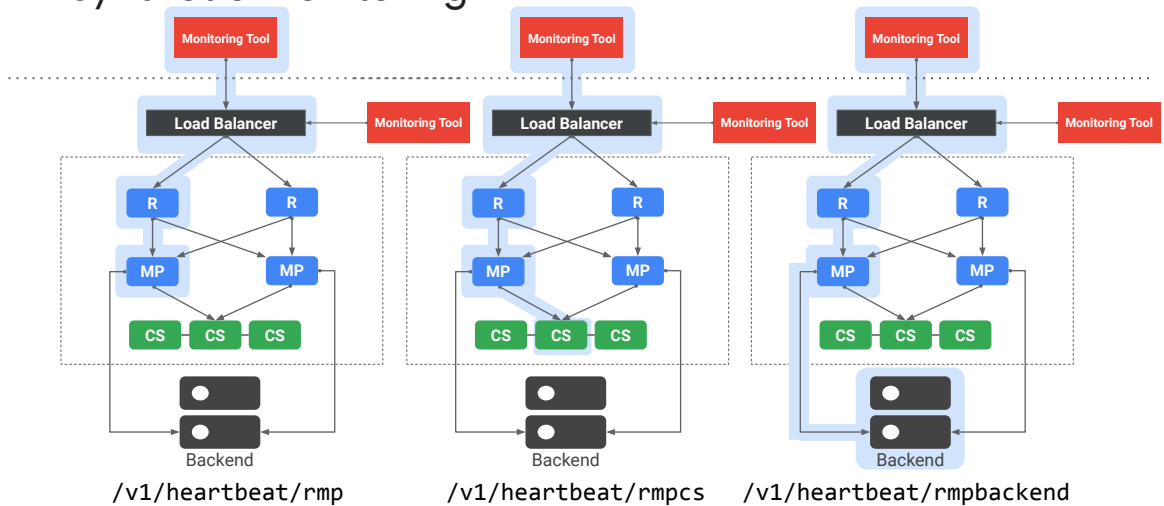 Monitoring Tool
Load Balancer
Monitoring Tool
R
R
MP
MP
CS
CS
CS
Backend
/v1/heartbeat/rmp
Monitoring Tool
Load Balancer
Monitoring Tool
R
R
MP
MP
CS
CS
CS
Backend
/v1/heartbeat/rmpcs
Monitoring Tool
Load Balancer
Monitoring Tool
R
R
MP
MP
CS
CS
CS
Backend
/v1/heartbeat/rmpbackend